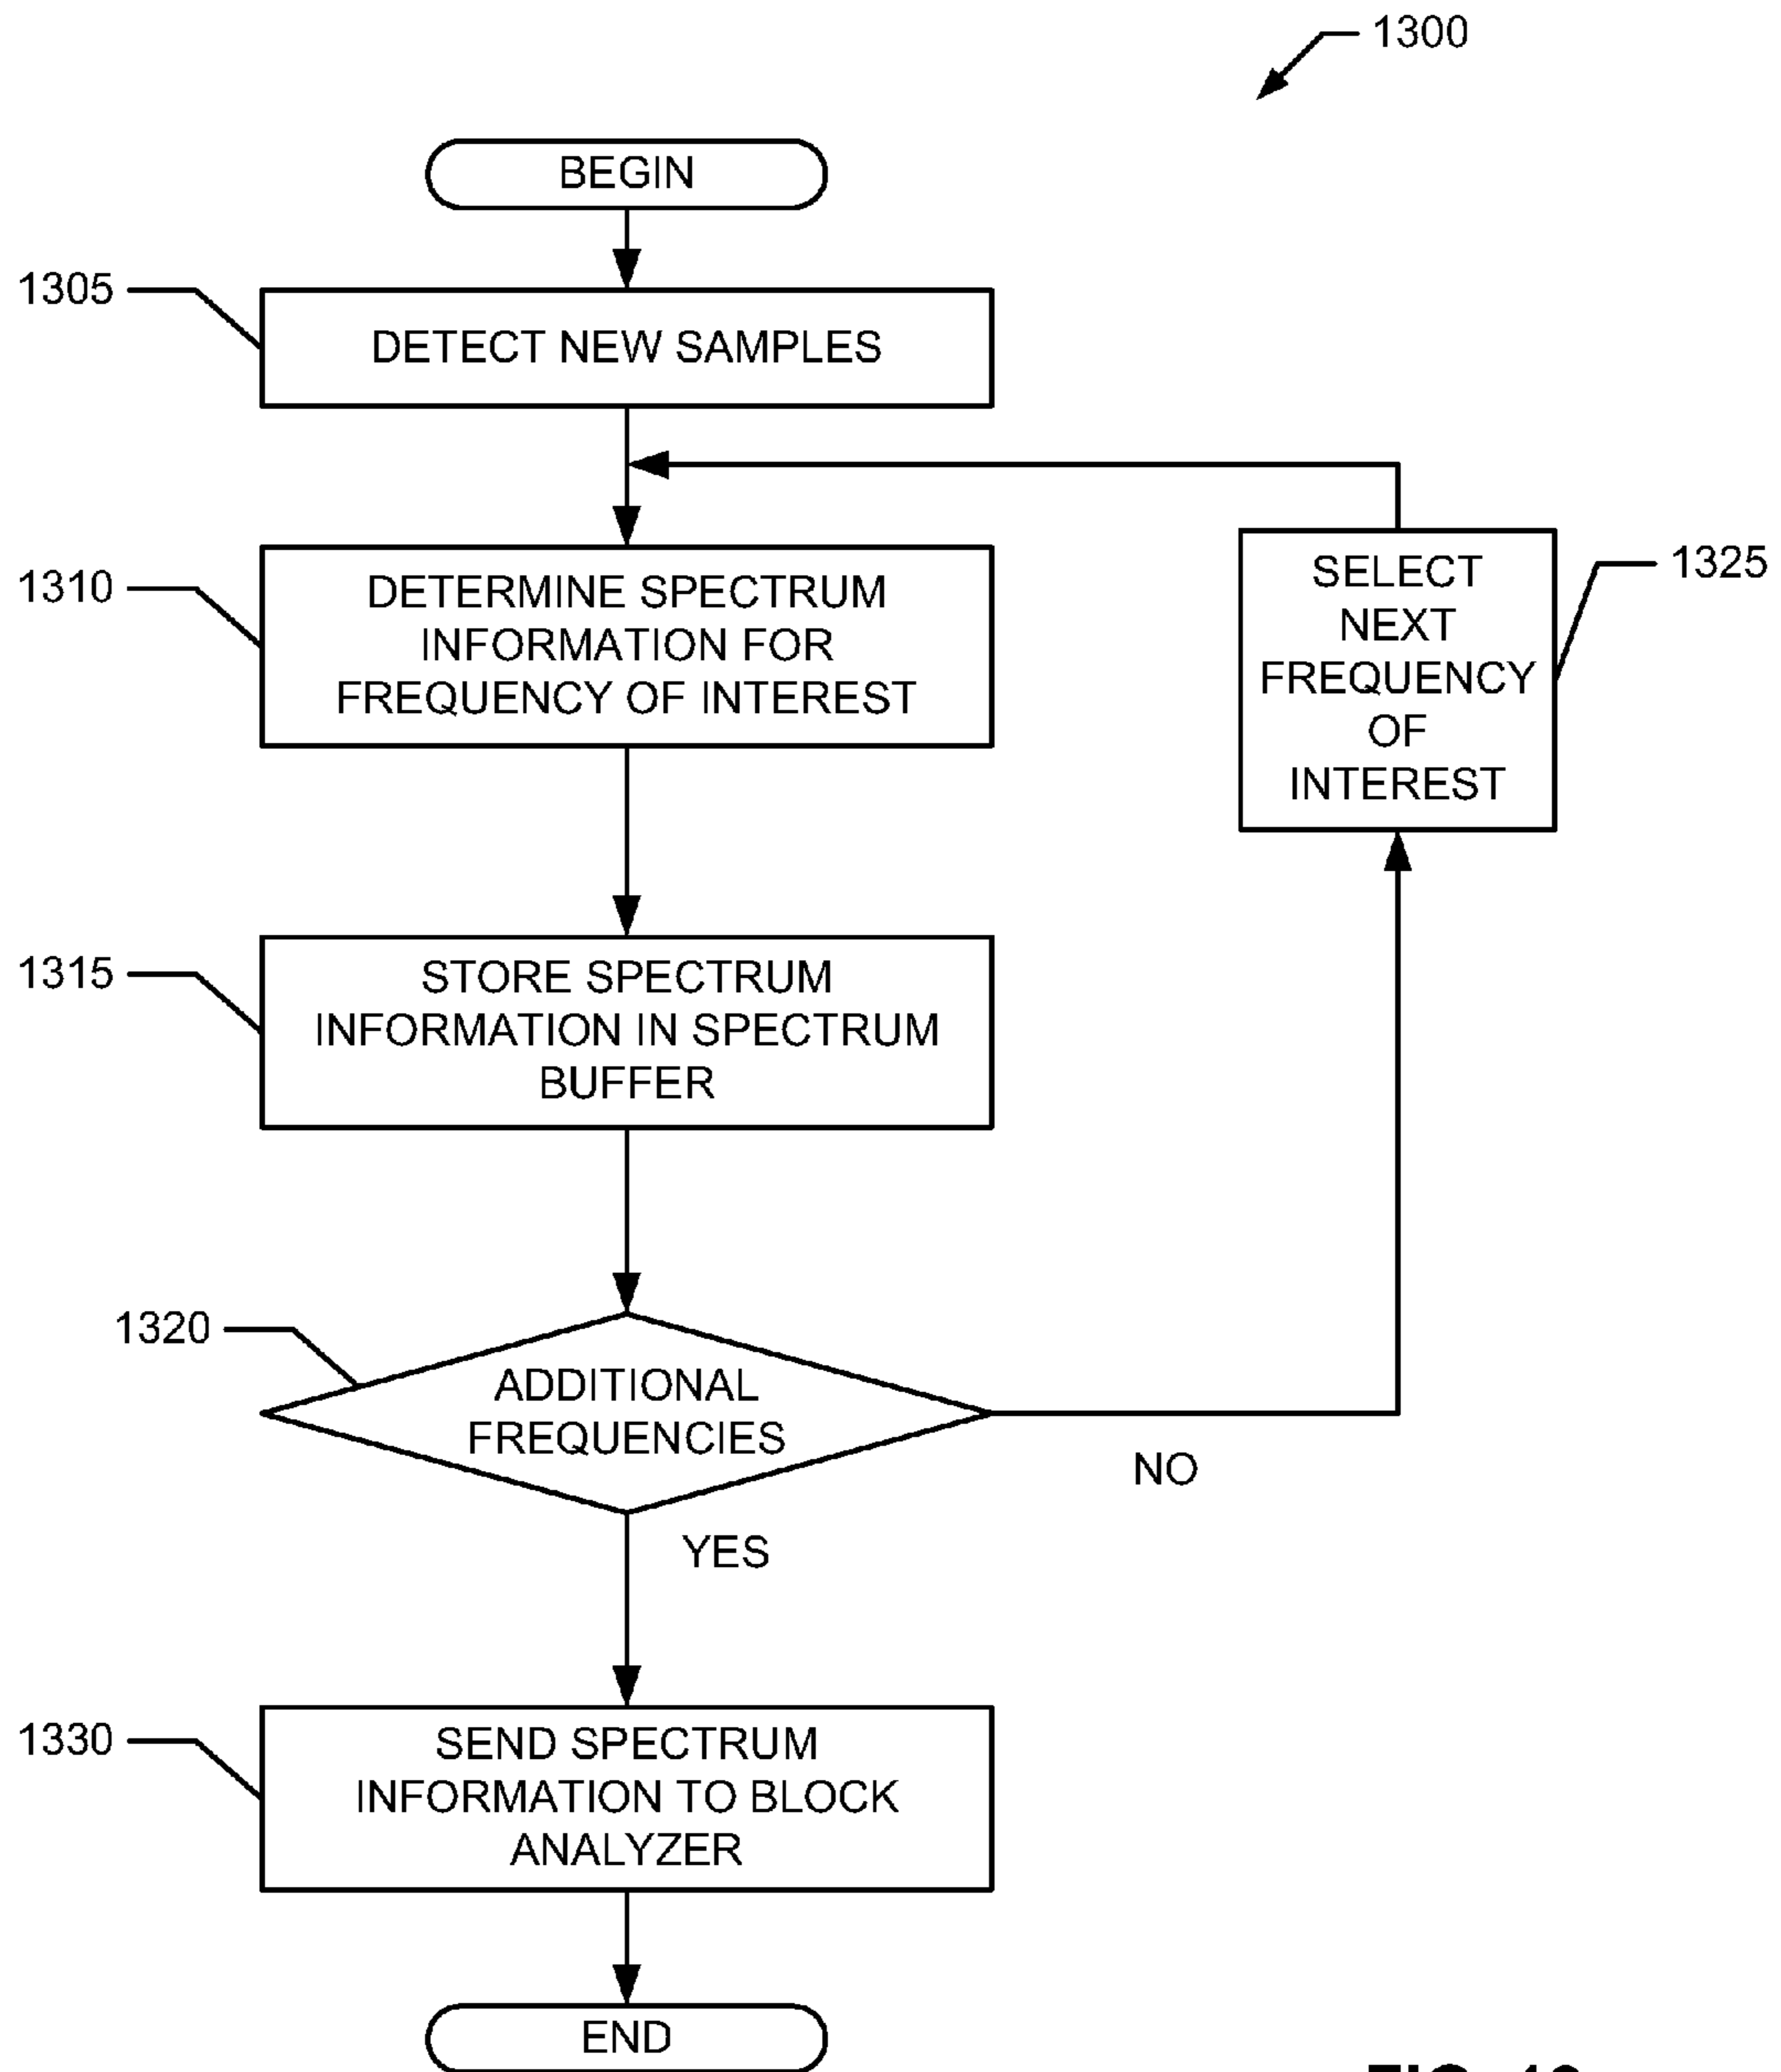 1300
BEGIN
1305
DETECT NEW SAMPLES
1310
DETERMINE SPECTRUM
INFORMATION FOR
FREQUENCY OF INTEREST
SELECT
NEXT
FREQUENCY
OF
INTEREST
1325
1315
STORE SPECTRUM
INFORMATION IN SPECTRUM
BUFFER
1320
ADDITIONAL
FREQUENCIES
NO
YES
1330
SEND SPECTRUM
INFORMATION TO BLOCK
ANALYZER
END